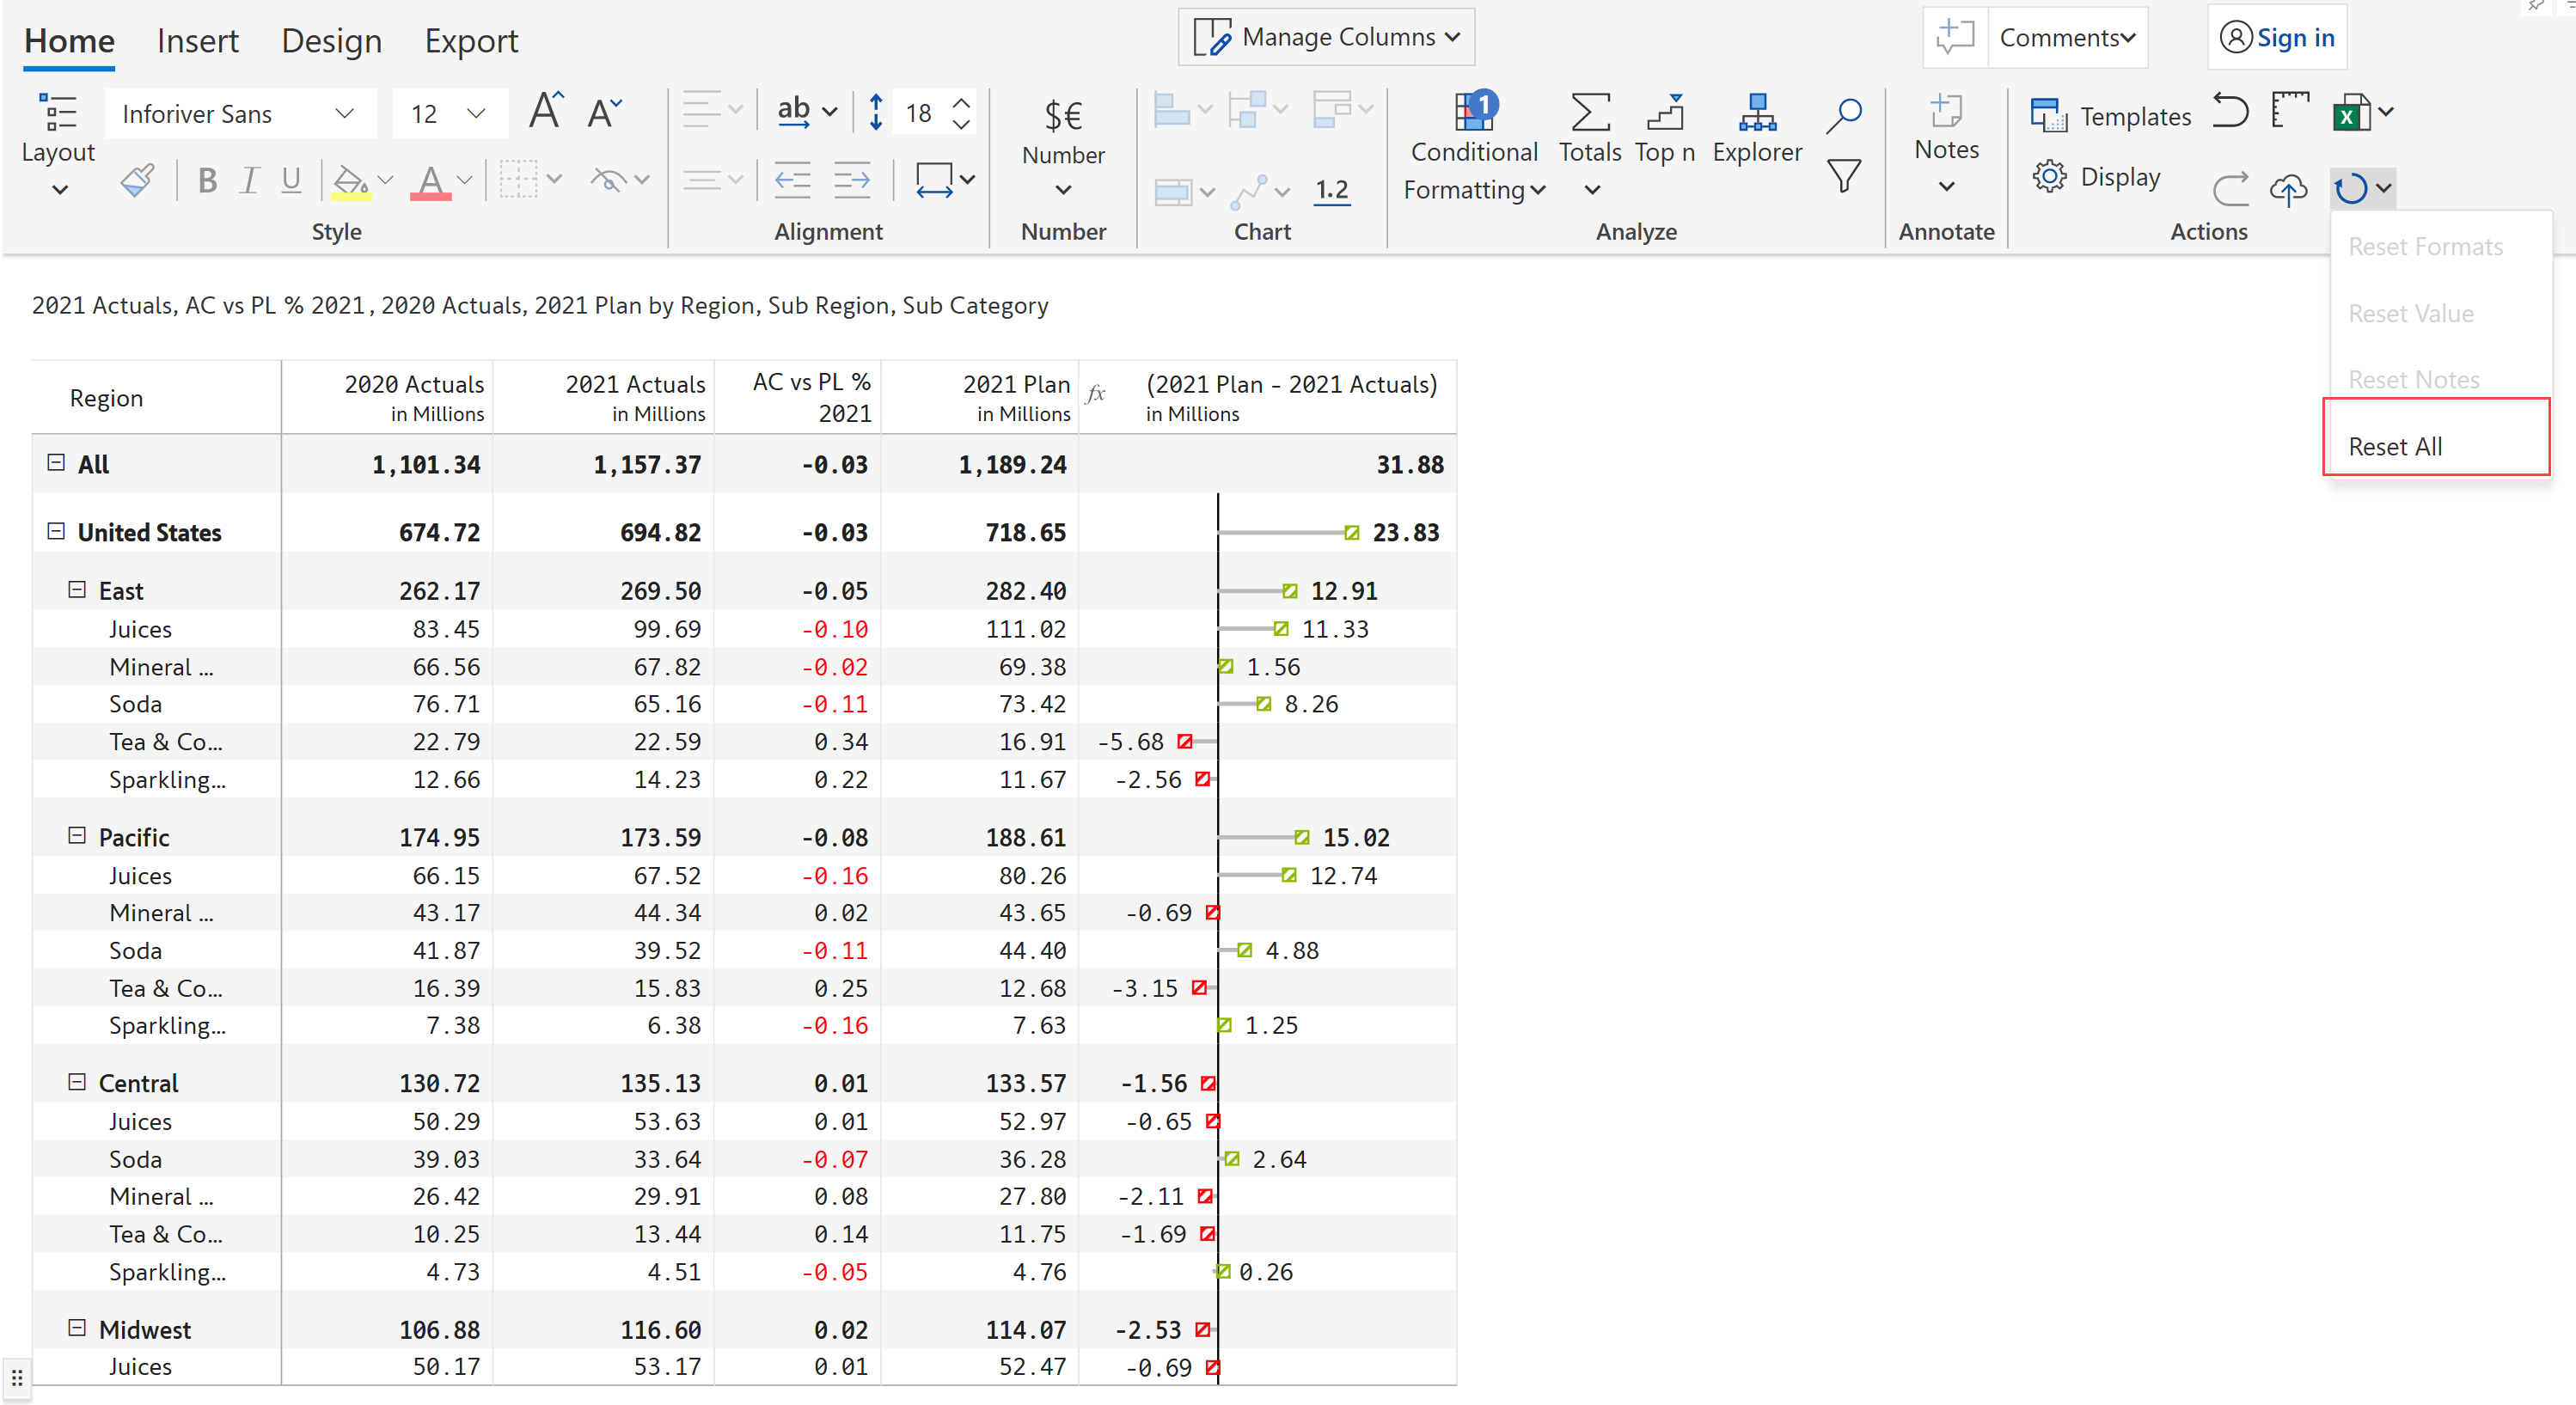 Home Insert Design Export Manage Columns Comments Sign in
Layout Inforiver Sans 12 A A ab 18 $€ 1 Templates
Number Conditional Totals Top n Explorer Notes
B I U A 1.2 Formatting Display
Style Alignment Number Chart Analyze Annotate Actions
Reset Formats
Reset Value
Reset Notes
Reset All
2021 Actuals, AC vs PL % 2021, 2020 Actuals, 2021 Plan by Region, Sub Region, Sub Category
Region 2020 Actuals in Millions 2021 Actuals in Millions AC vs PL % 2021 2021 Plan in Millions fx (2021 Plan - 2021 Actuals) in Millions
All 1,101.34 1,157.37 -0.03 1,189.24 31.88
United States 674.72 694.82 -0.03 718.65 23.83
East 262.17 269.50 -0.05 282.40 12.91
Juices 83.45 99.69 -0.10 111.02 11.33
Mineral ... 66.56 67.82 -0.02 69.38 1.56
Soda 76.71 65.16 -0.11 73.42 8.26
Tea & Co... 22.79 22.59 0.34 16.91 -5.68
Sparkling... 12.66 14.23 0.22 11.67 -2.56
Pacific 174.95 173.59 -0.08 188.61 15.02
Juices 66.15 67.52 -0.16 80.26 12.74
Mineral ... 43.17 44.34 0.02 43.65 -0.69
Soda 41.87 39.52 -0.11 44.40 4.88
Tea & Co... 16.39 15.83 0.25 12.68 -3.15
Sparkling... 7.38 6.38 -0.16 7.63 1.25
Central 130.72 135.13 0.01 133.57 -1.56
Juices 50.29 53.63 0.01 52.97 -0.65
Soda 39.03 33.64 -0.07 36.28 2.64
Mineral ... 26.42 29.91 0.08 27.80 -2.11
Tea & Co... 10.25 13.44 0.14 11.75 -1.69
Sparkling... 4.73 4.51 -0.05 4.76 0.26
Midwest 106.88 116.60 0.02 114.07 -2.53
Juices 50.17 53.17 0.01 52.47 -0.69